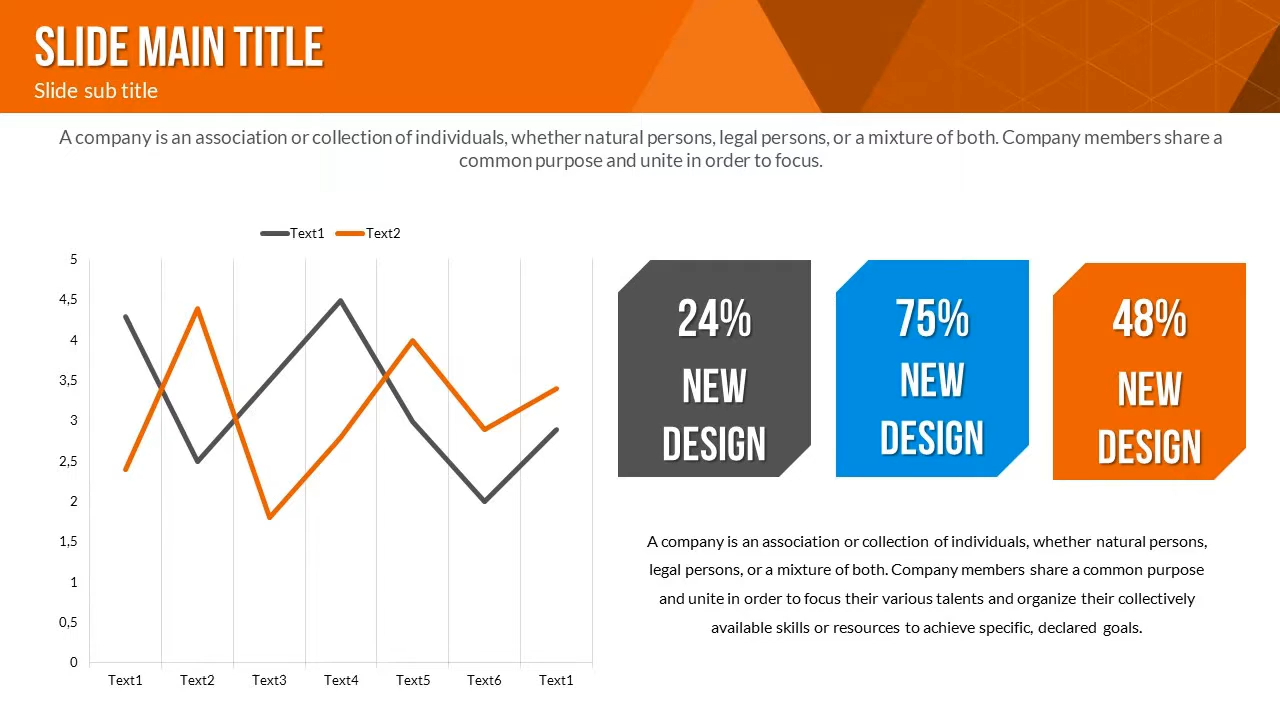 SLIDE MAIN TITLE
Slide sub title
A company is an association or collection of individuals, whether natural persons, legal persons, or a mixture of both. Company members share a
common purpose and unite in order to focus.
Text1 Text2
5
4,5
4
3,5
3
2,5
2
1,5
1
0,5
0
Text1 Text2 Text3 Text4 Text5 Text6 Text1
24%
NEW
DESIGN
75%
NEW
DESIGN
48%
NEW
DESIGN
A company is an association or collection of individuals, whether natural persons,
legal persons, or a mixture of both. Company members share a common purpose
and unite in order to focus their various talents and organize their collectively
available skills or resources to achieve specific, declared goals.